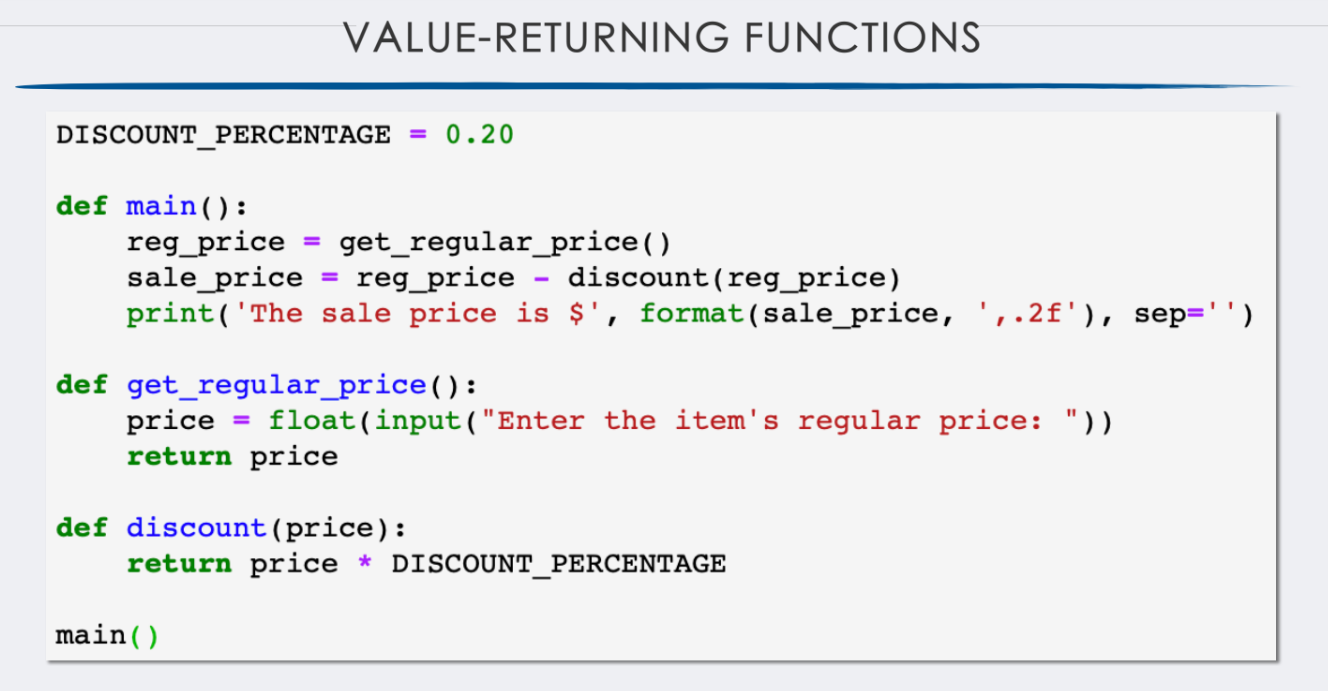 VALUE-RETURNING FUNCTIONS
DISCOUNT_PERCENTAGE = 0.20
def main():
    reg_price = get_regular_price()
    sale_price = reg_price - discount(reg_price)
    print('The sale price is $', format(sale_price, ',.2f'), sep='')
def get_regular_price():
    price = float(input("Enter the item's regular price: "))
    return price
def discount(price):
    return price * DISCOUNT_PERCENTAGE
main()